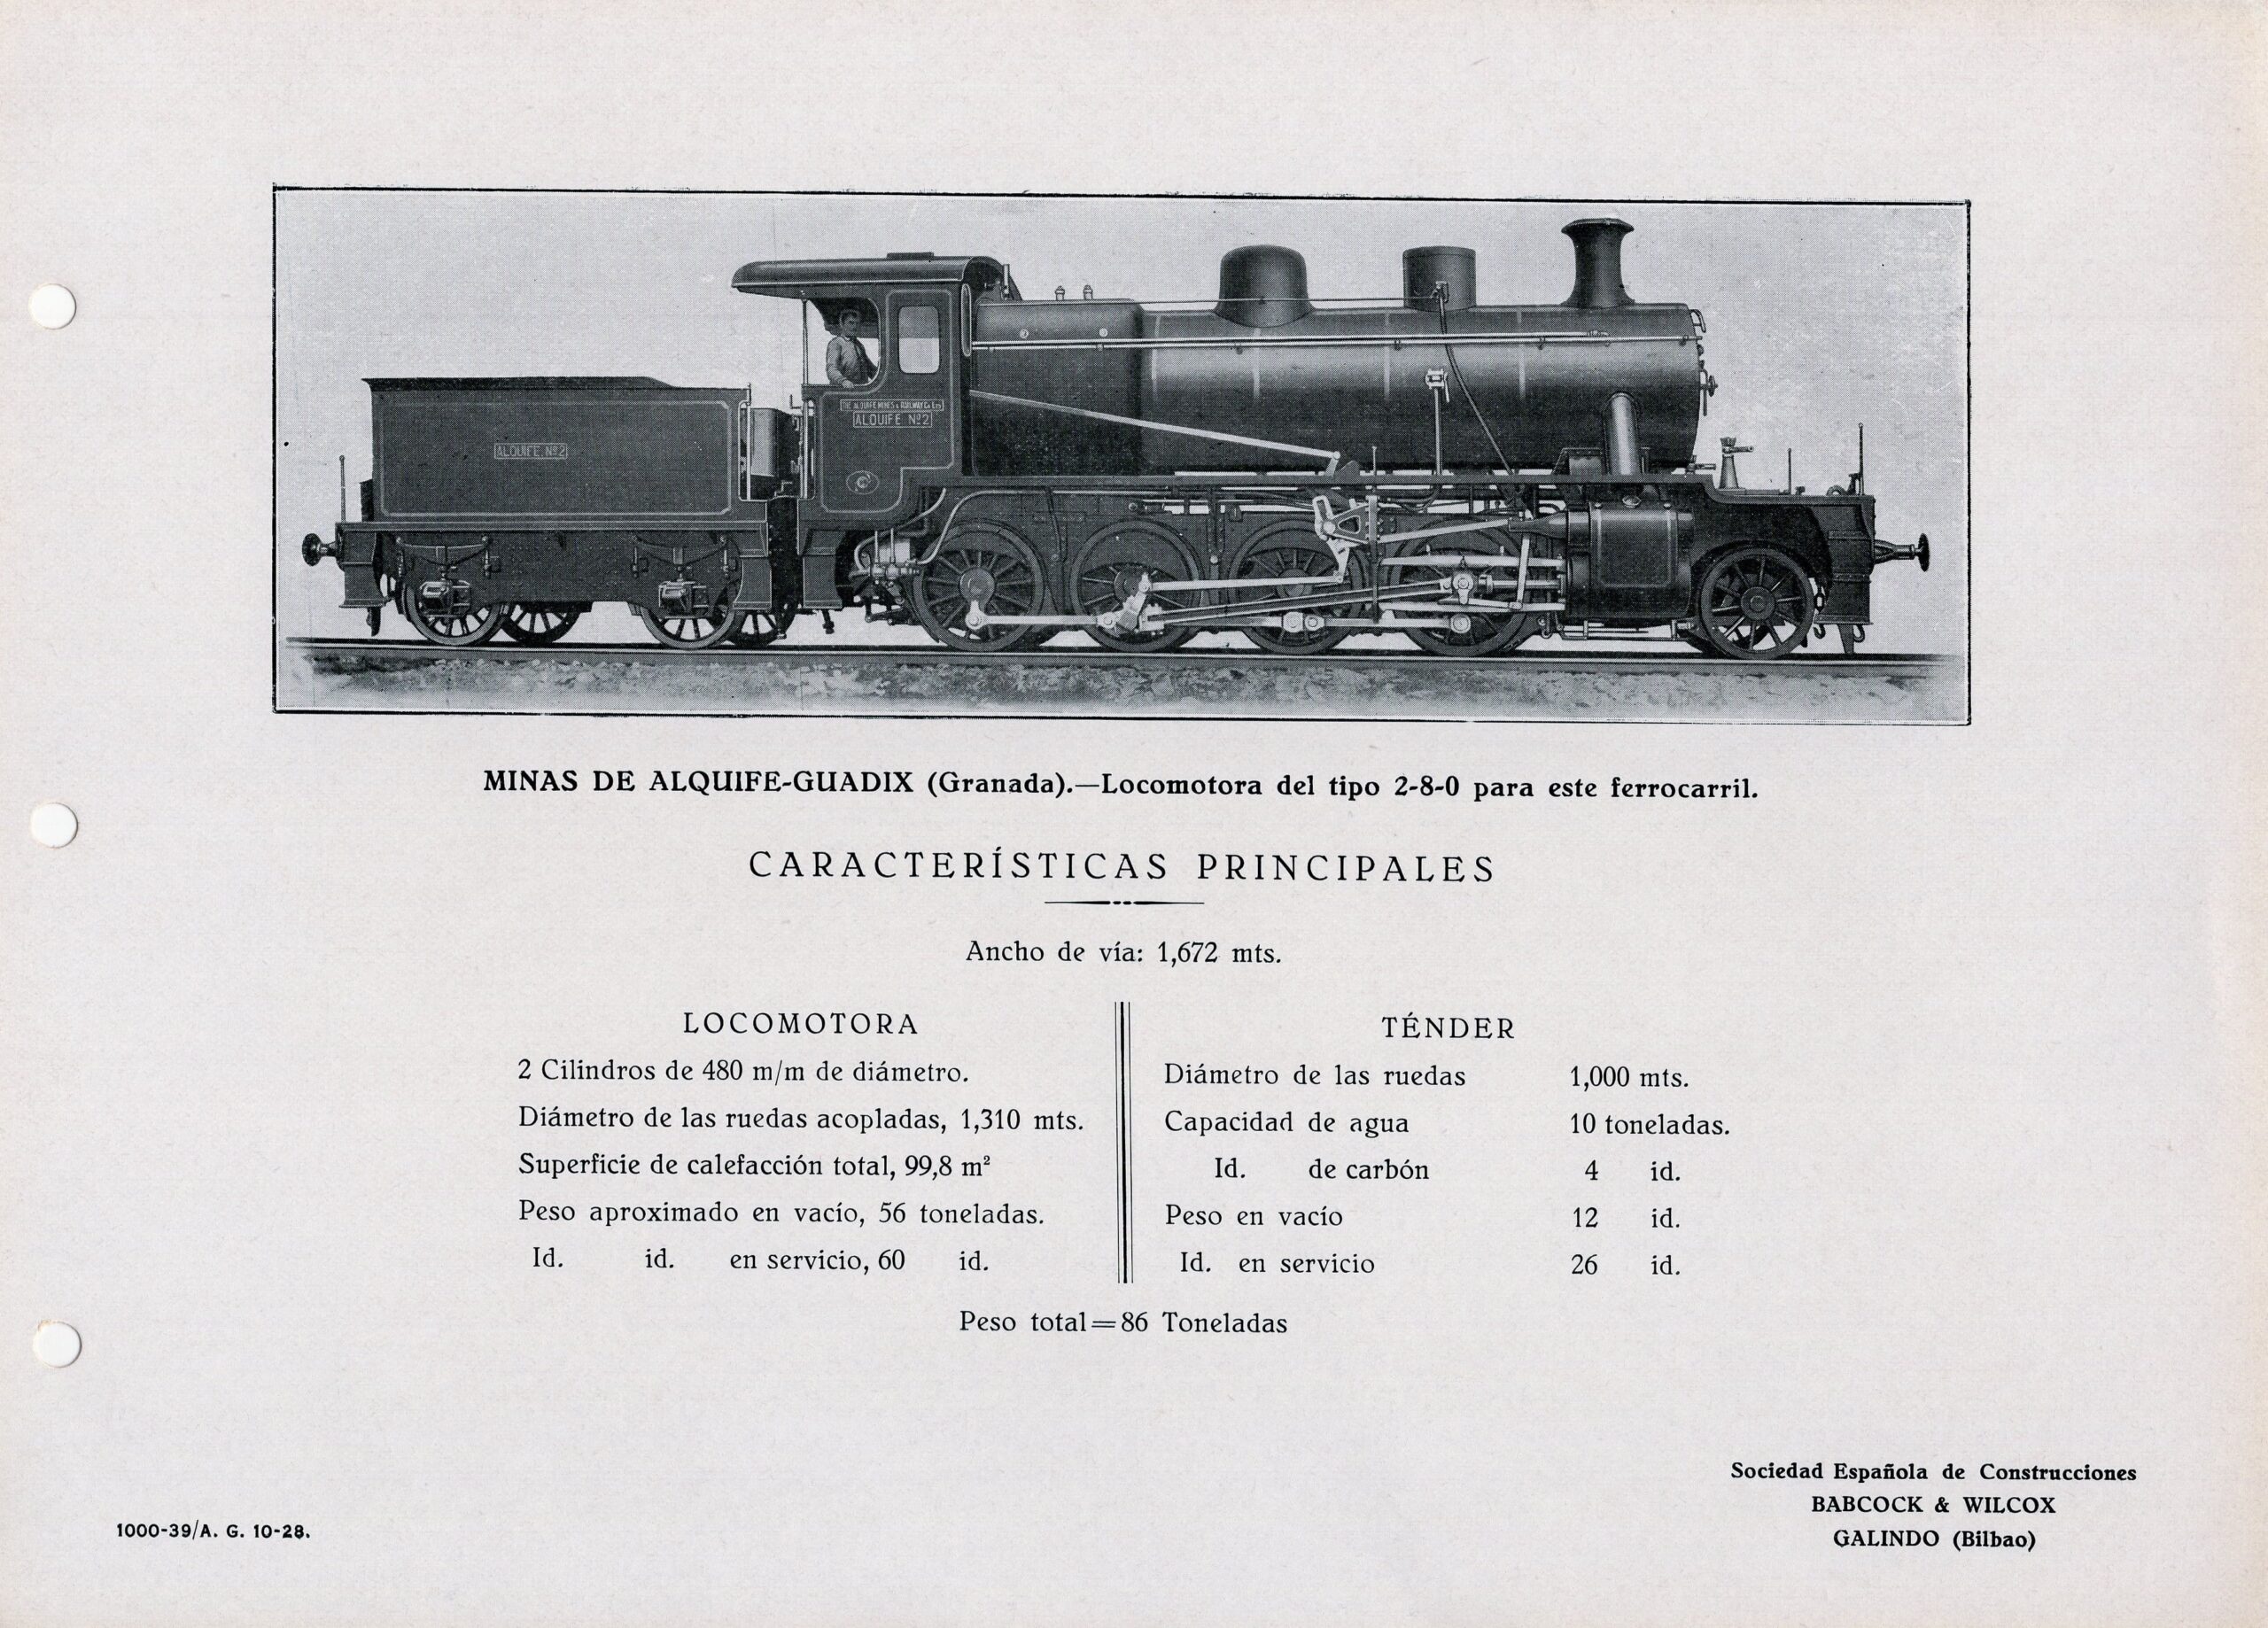 THE ALQUIFE MINES & RAILWAY Co. LTD
ALQUIFE Nº2
ALQUIFE Nº2
MINAS DE ALQUIFE-GUADIX (Granada).—Locomotora del tipo 2-8-0 para este ferrocarril.
CARACTERÍSTICAS PRINCIPALES
Ancho de vía: 1,672 mts.
LOCOMOTORA
2 Cilindros de 480 m/m de diámetro.
Diámetro de las ruedas acopladas, 1,310 mts.
Superficie de calefacción total, 99,8 m²
Peso aproximado en vacío, 56 toneladas.
Id. id. en servicio, 60 id.
TÉNDER
Diámetro de las ruedas 1,000 mts.
Capacidad de agua 10 toneladas.
Id. de carbón 4 id.
Peso en vacío 12 id.
Id. en servicio 26 id.
Peso total=86 Toneladas
Sociedad Española de Construcciones
BABCOCK & WILCOX
GALINDO (Bilbao)
1000-39/A. G. 10-28.